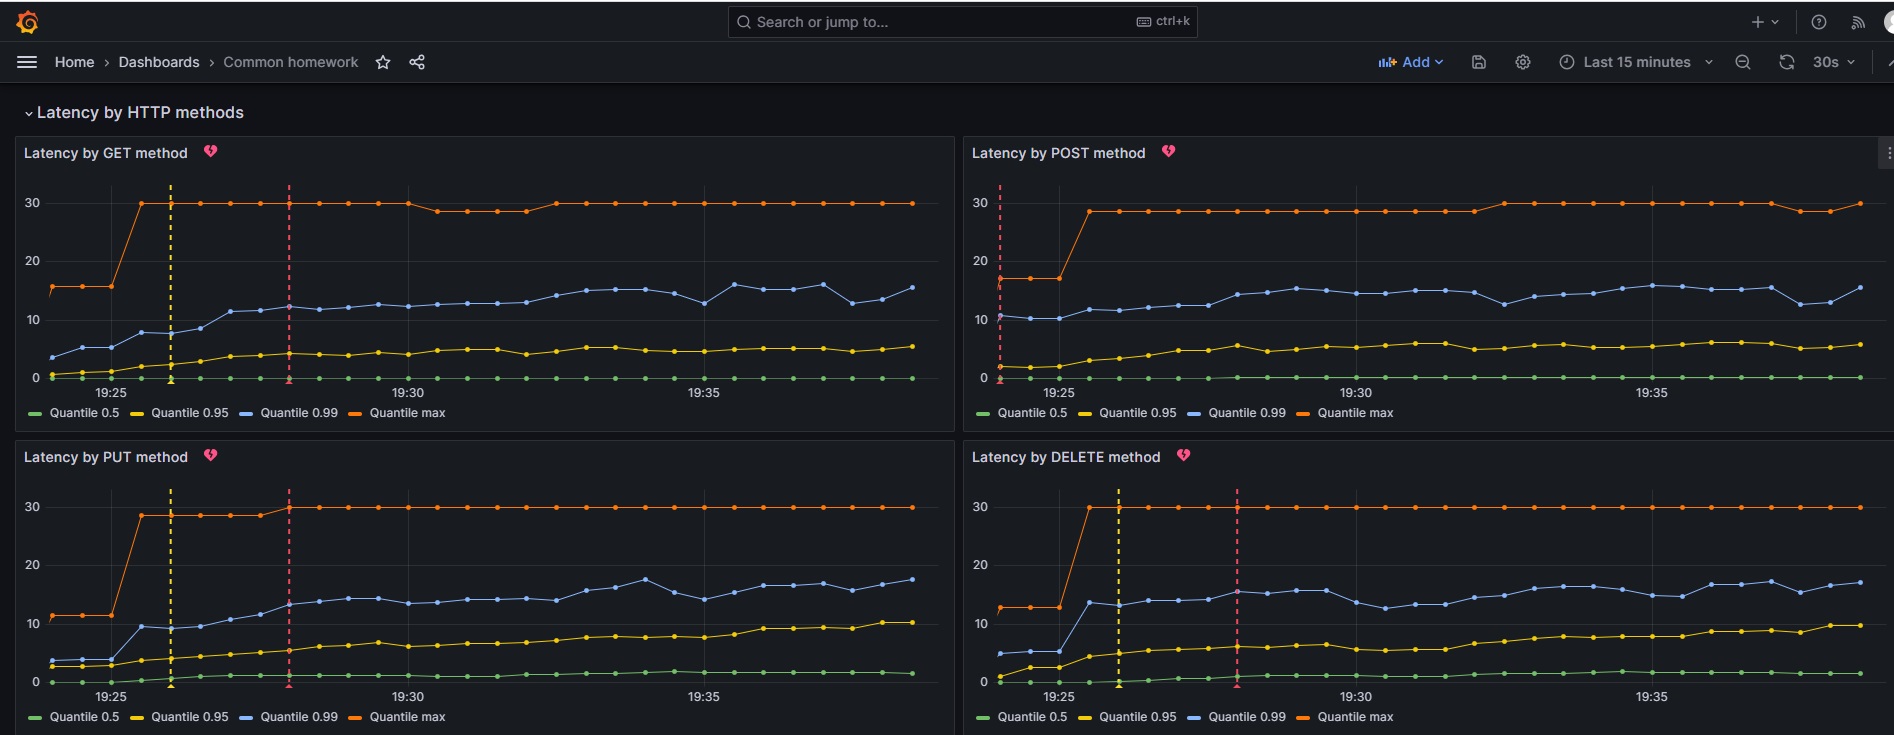 Search or jump to... ctrl+k
Home › Dashboards › Common homework Add Last 15 minutes 30s
Latency by HTTP methods
Latency by GET method
30
20
10
0
19:25 19:30 19:35
Quantile 0.5 Quantile 0.95 Quantile 0.99 Quantile max
Latency by POST method
30
20
10
0
19:25 19:30 19:35
Quantile 0.5 Quantile 0.95 Quantile 0.99 Quantile max
Latency by PUT method
30
20
10
0
19:25 19:30 19:35
Quantile 0.5 Quantile 0.95 Quantile 0.99 Quantile max
Latency by DELETE method
30
20
10
0
19:25 19:30 19:35
Quantile 0.5 Quantile 0.95 Quantile 0.99 Quantile max